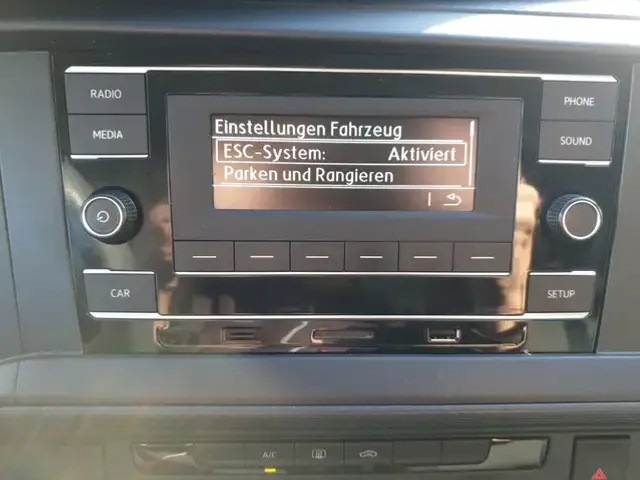 RADIO
MEDIA
CAR
Einstellungen Fahrzeug
ESC-System: Aktiviert
Parken und Rangieren
PHONE
SOUND
SETUP
A/C